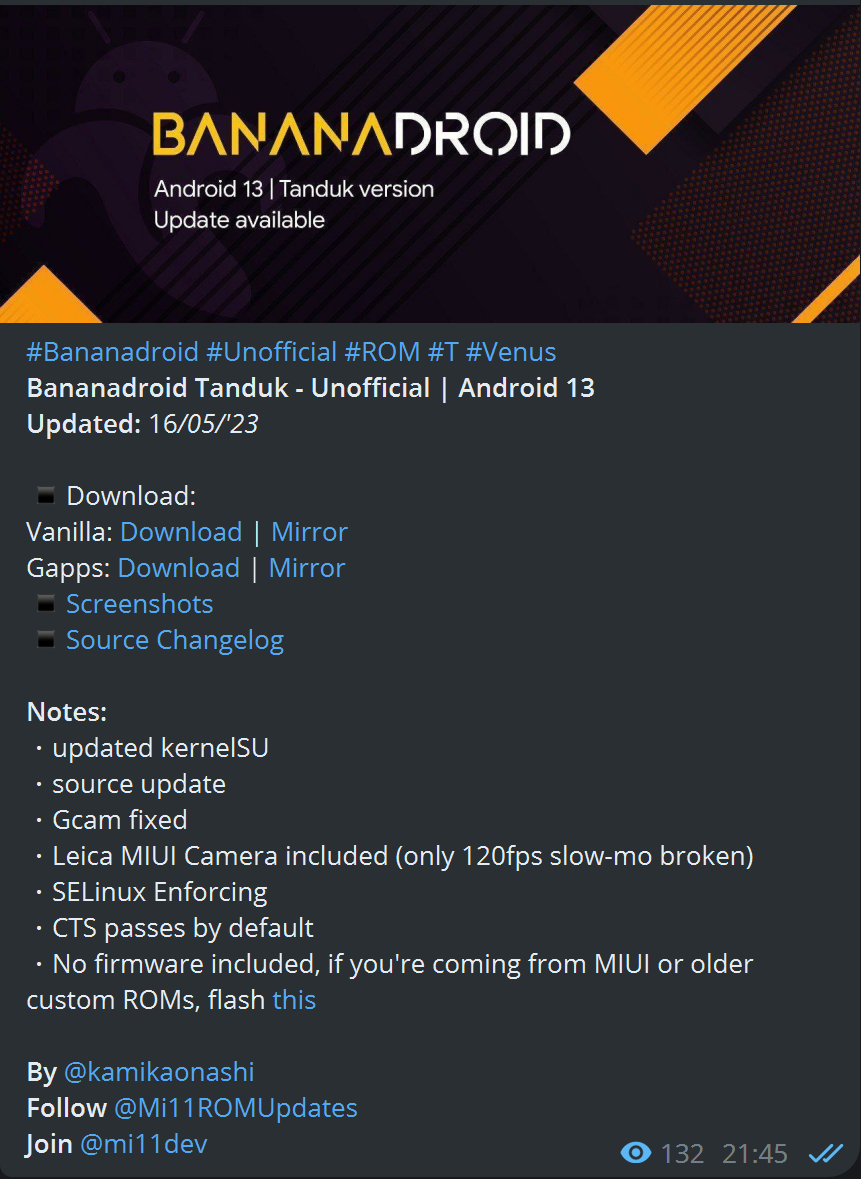 BANANADROID
Android 13 | Tanduk version
Update available
#Bananadroid #Unofficial #ROM #T #Venus
Bananadroid Tanduk - Unofficial | Android 13
Updated: 16/05/'23
▪ Download:
Vanilla: Download | Mirror
Gapps: Download | Mirror
▪ Screenshots
▪ Source Changelog
Notes:
· updated kernelSU
· source update
· Gcam fixed
· Leica MIUI Camera included (only 120fps slow-mo broken)
· SELinux Enforcing
· CTS passes by default
· No firmware included, if you're coming from MIUI or older
custom ROMs, flash this
By @kamikaonashi
Follow @Mi11ROMUpdates
Join @mi11dev
132 21:45